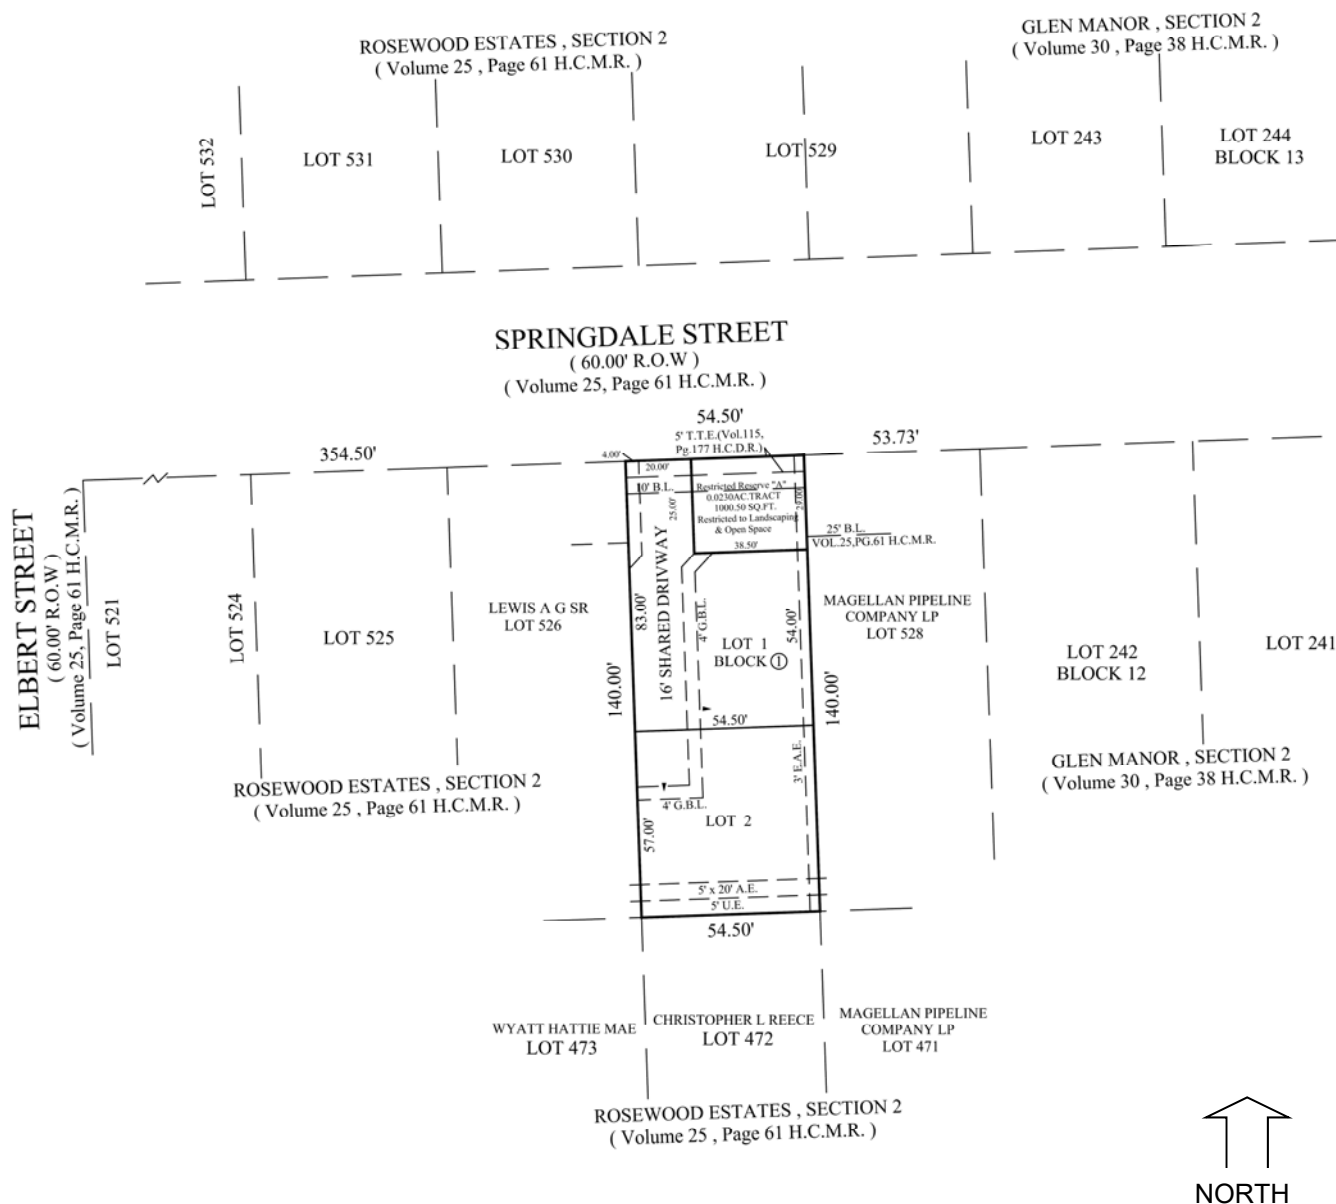 ROSEWOOD ESTATES , SECTION 2
( Volume 25 , Page 61 H.C.M.R. )
GLEN MANOR , SECTION 2
( Volume 30 , Page 38 H.C.M.R. )
LOT 532
LOT 531
LOT 530
LOT 529
LOT 243
LOT 244
BLOCK 13
SPRINGDALE STREET
( 60.00' R.O.W )
( Volume 25, Page 61 H.C.M.R. )
54.50'
5' T.T.E.(Vol.115,
Pg.177 H.C.D.R.)
354.50'
53.73'
4.00'
20.00'
10' B.L.
25.00'
Restricted Reserve "A"
0.0230AC.TRACT
1000.50 SQ.FT.
Restricted to Landscaping
& Open Space
38.50'
29.00'
25' B.L.
VOL.25,PG.61 H.C.M.R.
ELBERT STREET
( 60.00' R.O.W )
( Volume 25, Page 61 H.C.M.R. )
LOT 521
LOT 524
LOT 525
LEWIS A G SR
LOT 526
83.00'
16' SHARED DRIVWAY
4' G.B.L.
LOT 1
BLOCK 1
54.00'
MAGELLAN PIPELINE
COMPANY LP
LOT 528
LOT 242
BLOCK 12
LOT 241
140.00'
54.50'
140.00'
ROSEWOOD ESTATES , SECTION 2
( Volume 25 , Page 61 H.C.M.R. )
3' E.A.E.
GLEN MANOR , SECTION 2
( Volume 30 , Page 38 H.C.M.R. )
4' G.B.L.
57.00'
LOT 2
5' x 20' A.E.
5' U.E.
54.50'
WYATT HATTIE MAE
LOT 473
CHRISTOPHER L REECE
LOT 472
MAGELLAN PIPELINE
COMPANY LP
LOT 471
ROSEWOOD ESTATES , SECTION 2
( Volume 25 , Page 61 H.C.M.R. )
NORTH